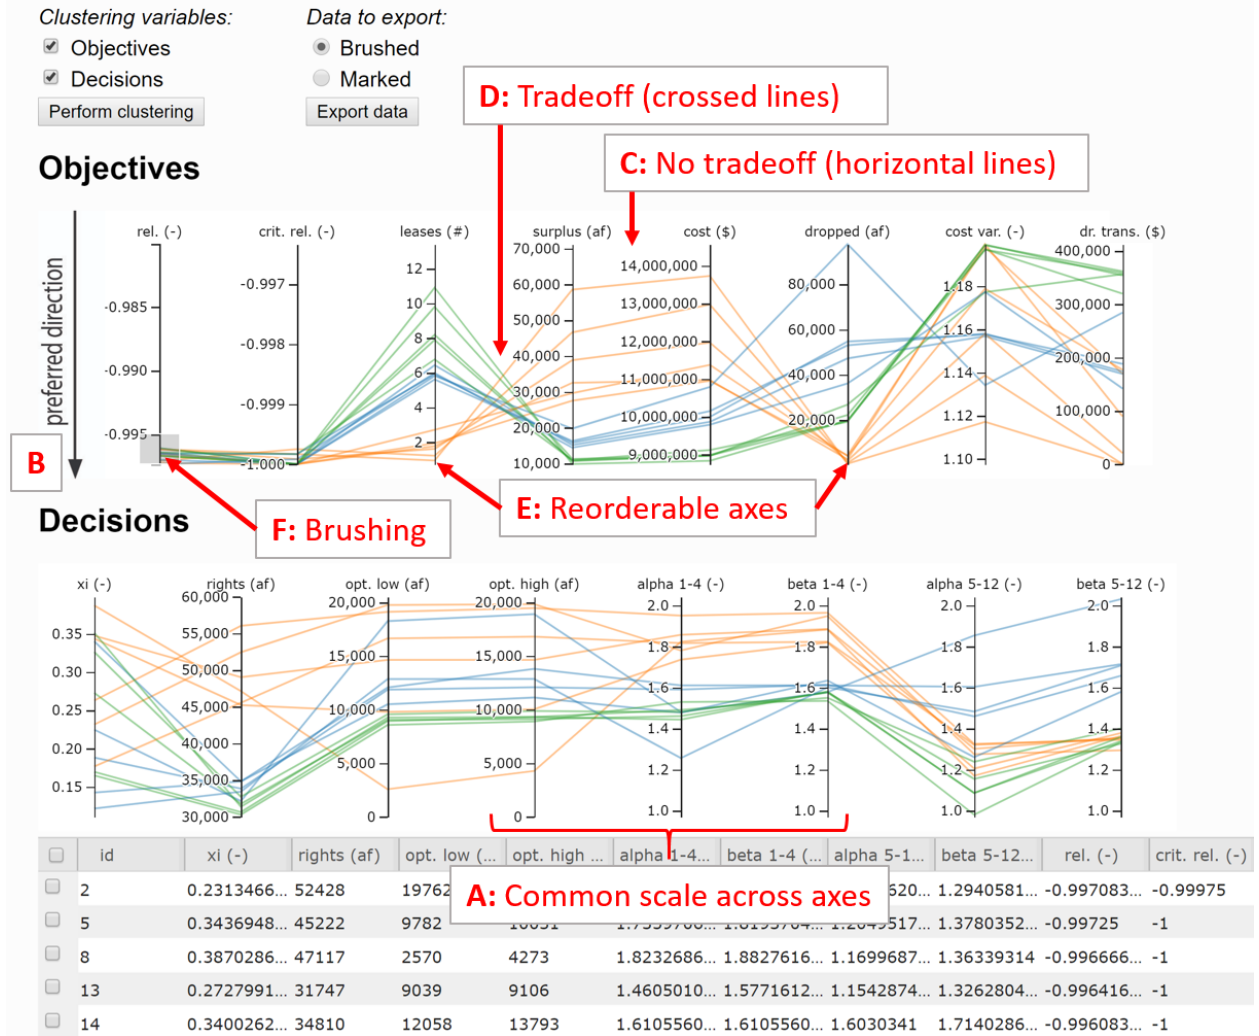 Clustering variables: Data to export:
Objectives Brushed
Decisions Marked
Perform clustering Export data
D: Tradeoff (crossed lines)
C: No tradeoff (horizontal lines)
Objectives
preferred direction
rel. (-) crit. rel. (-) leases (#) surplus (af) cost ($) dropped (af) cost var. (-) dr. trans. ($)
-0.985 -0.990 -0.995
-0.997 -0.998 -0.999 -1.000
12 10 8 6 4 2
70,000 60,000 50,000 40,000 30,000 20,000 10,000
14,000,000 13,000,000 12,000,000 11,000,000 10,000,000 9,000,000
80,000 60,000 40,000 20,000
1.18 1.16 1.14 1.12 1.10
400,000 300,000 200,000 100,000 0
B
E: Reorderable axes
F: Brushing
Decisions
xi (-) rights (af) opt. low (af) opt. high (af) alpha 1-4 (-) beta 1-4 (-) alpha 5-12 (-) beta 5-12 (-)
0.35 0.30 0.25 0.20 0.15
60,000 55,000 50,000 45,000 40,000 35,000 30,000
20,000 15,000 10,000 5,000 0
20,000 15,000 10,000 5,000 0
2.0 1.8 1.6 1.4 1.2 1.0
2.0 1.8 1.6 1.4 1.2 1.0
2.0 1.8 1.6 1.4 1.2 1.0
2.0 1.8 1.6 1.4 1.2 1.0
id xi (-) rights (af) opt. low (... opt. high ... alpha 1-4... beta 1-4 (... alpha 5-1... beta 5-12... rel. (-) crit. rel. (-)
A: Common scale across axes
2 0.2313466... 52428 19762 620... 1.2940581... -0.997083... -0.99975
5 0.3436948... 45222 9782 1.3780352... -0.99725 -1
8 0.3870286... 47117 2570 4273 1.8232686... 1.8827616... 1.1699687... 1.36339314 -0.996666... -1
13 0.2727991... 31747 9039 9106 1.4605010... 1.5771612... 1.1542874... 1.3262804... -0.996416... -1
14 0.3400262... 34810 12058 13793 1.6105560... 1.6105560... 1.6030341 1.7140286... -0.996083... -1